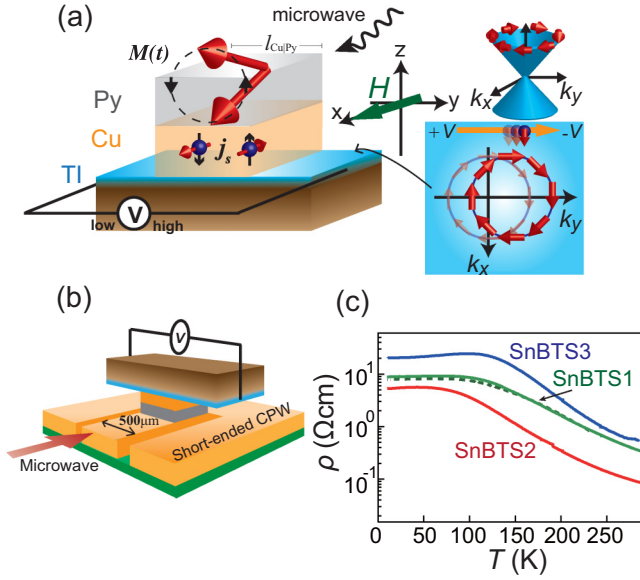 (a)
microwave
l Cu|Py
M(t)
Py
Cu
TI
j_s
H
z
x
y
V
low
high
k_x
k_y
+V
-V
k_y
k_x
(b)
V
500μm
Short-ended CPW
Microwave
(c)
SnBTS3
SnBTS1
SnBTS2
ρ (Ωcm)
10^1
10^0
10^-1
0 50 100 150 200 250
T (K)